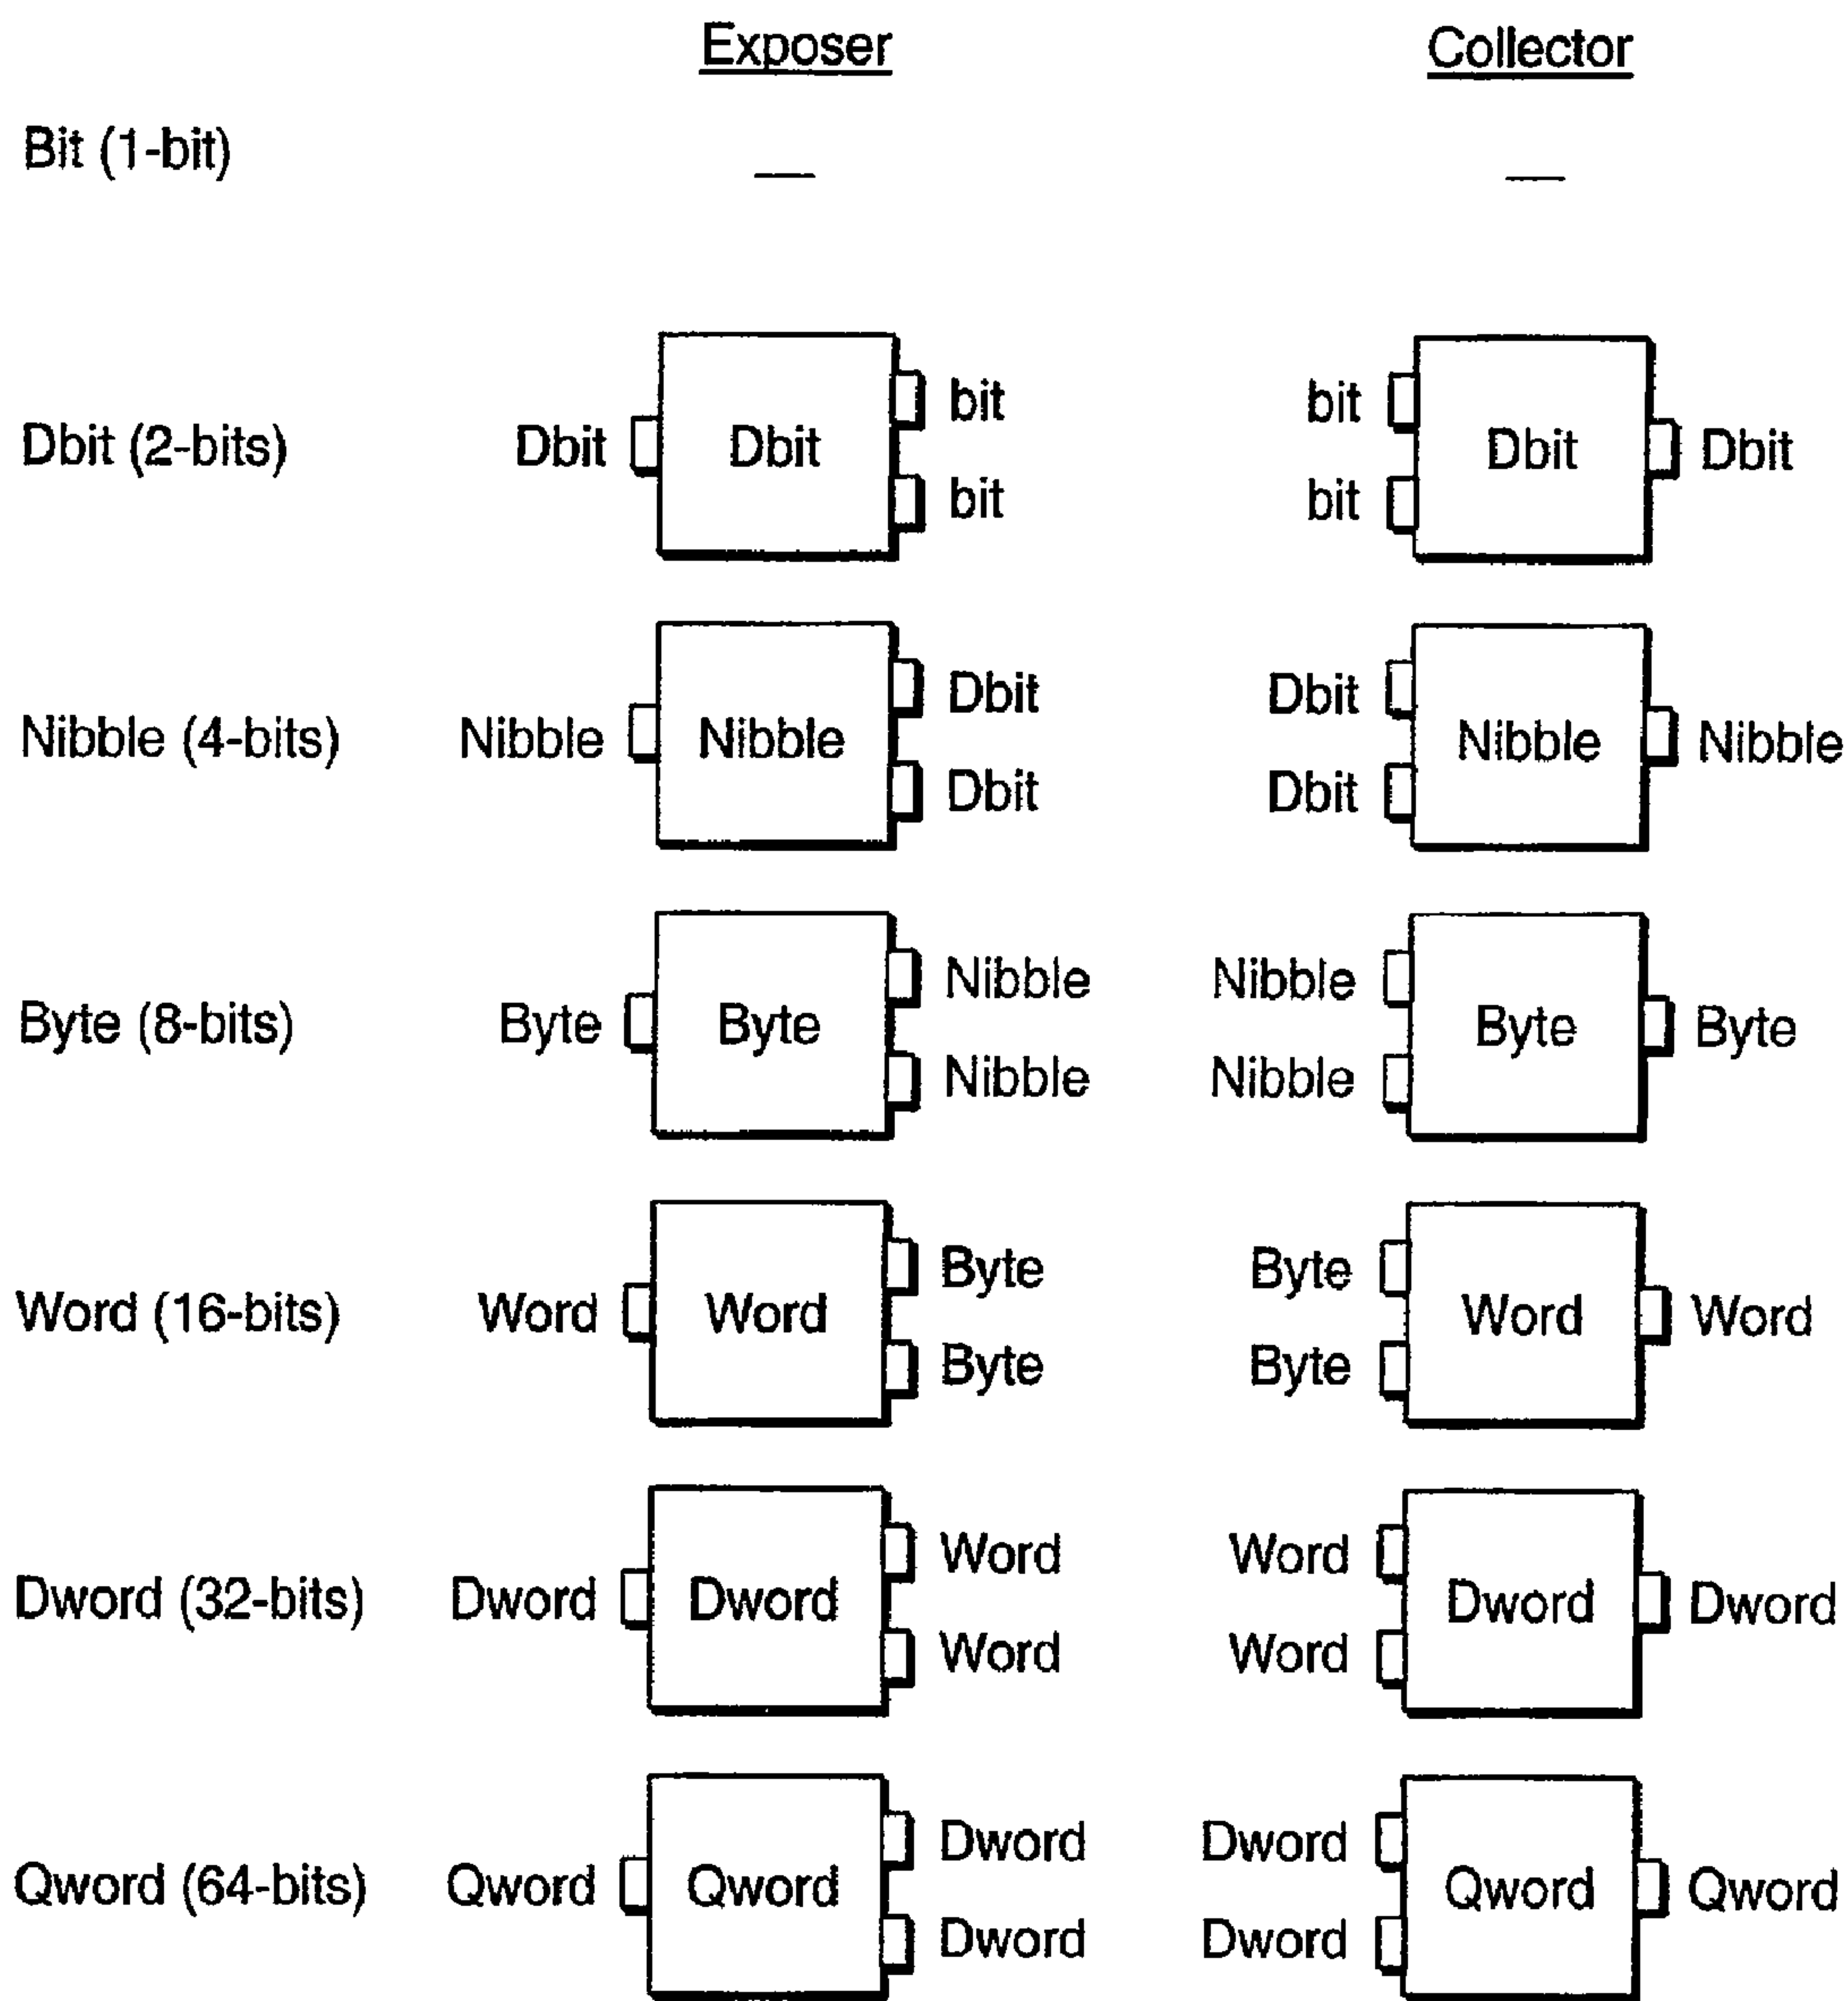 Exposer Collector
Bit (1-bit) — —
bit bit
Dbit (2-bits) Dbit Dbit Dbit Dbit
bit bit
Dbit Dbit
Nibble (4-bits) Nibble Nibble Nibble Nibble
Dbit Dbit
Nibble Nibble
Byte (8-bits) Byte Byte Byte Byte
Nibble Nibble
Byte Byte
Word (16-bits) Word Word Word Word
Byte Byte
Word Word
Dword (32-bits) Dword Dword Dword Dword
Word Word
Dword Dword
Qword (64-bits) Qword Qword Qword Qword
Dword Dword